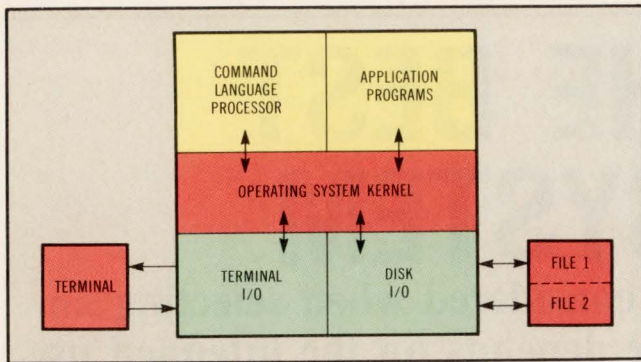 COMMAND
LANGUAGE
PROCESSOR
APPLICATION
PROGRAMS
OPERATING SYSTEM KERNEL
TERMINAL
TERMINAL
I/O
DISK
I/O
FILE 1
FILE 2